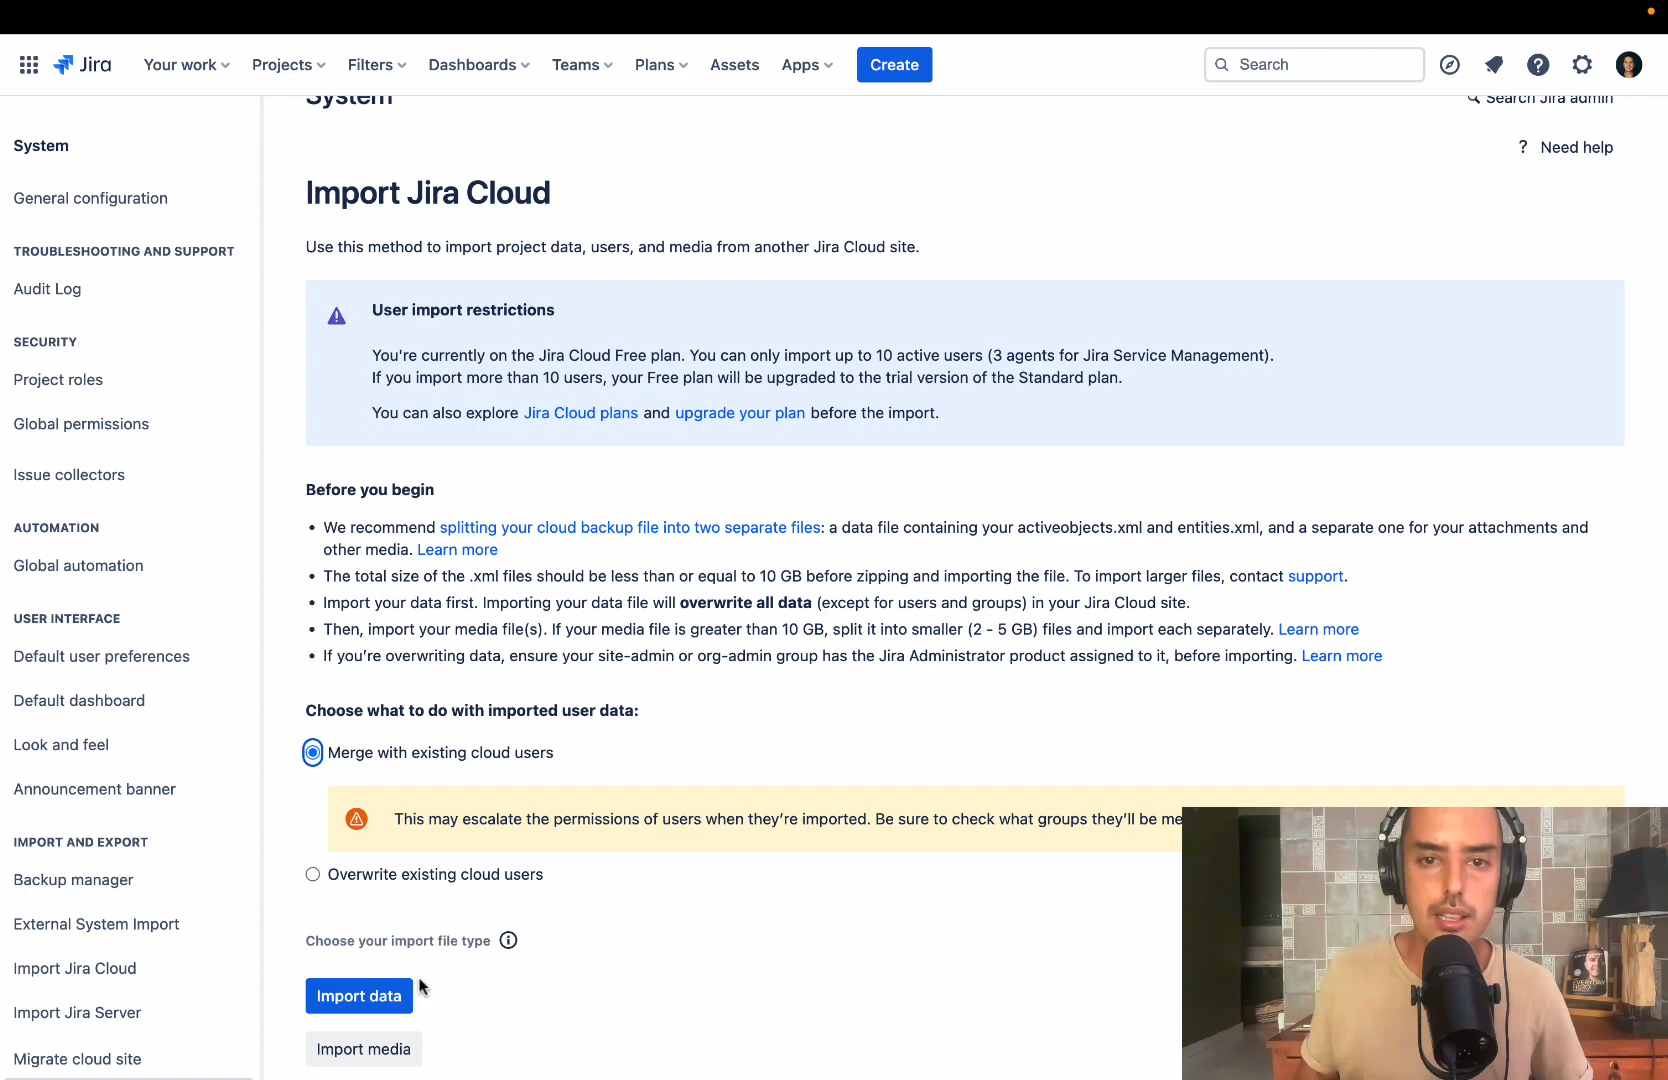 Jira
Your work
Projects
Filters
Dashboards
Teams
Plans
Assets
Apps
Create
Search
System
Search Jira admin
System
General configuration
TROUBLESHOOTING AND SUPPORT
Audit Log
SECURITY
Project roles
Global permissions
Issue collectors
AUTOMATION
Global automation
USER INTERFACE
Default user preferences
Default dashboard
Look and feel
Announcement banner
IMPORT AND EXPORT
Backup manager
External System Import
Import Jira Cloud
Import Jira Server
Migrate cloud site
? Need help
Import Jira Cloud
Use this method to import project data, users, and media from another Jira Cloud site.
User import restrictions
You're currently on the Jira Cloud Free plan. You can only import up to 10 active users (3 agents for Jira Service Management).
If you import more than 10 users, your Free plan will be upgraded to the trial version of the Standard plan.
You can also explore Jira Cloud plans and upgrade your plan before the import.
Before you begin
• We recommend splitting your cloud backup file into two separate files: a data file containing your activeobjects.xml and entities.xml, and a separate one for your attachments and
other media. Learn more
• The total size of the .xml files should be less than or equal to 10 GB before zipping and importing the file. To import larger files, contact support.
• Import your data first. Importing your data file will overwrite all data (except for users and groups) in your Jira Cloud site.
• Then, import your media file(s). If your media file is greater than 10 GB, split it into smaller (2 - 5 GB) files and import each separately. Learn more
• If you’re overwriting data, ensure your site-admin or org-admin group has the Jira Administrator product assigned to it, before importing. Learn more
Choose what to do with imported user data:
Merge with existing cloud users
This may escalate the permissions of users when they’re imported. Be sure to check what groups they’ll be me
Overwrite existing cloud users
Choose your import file type
Import data
Import media